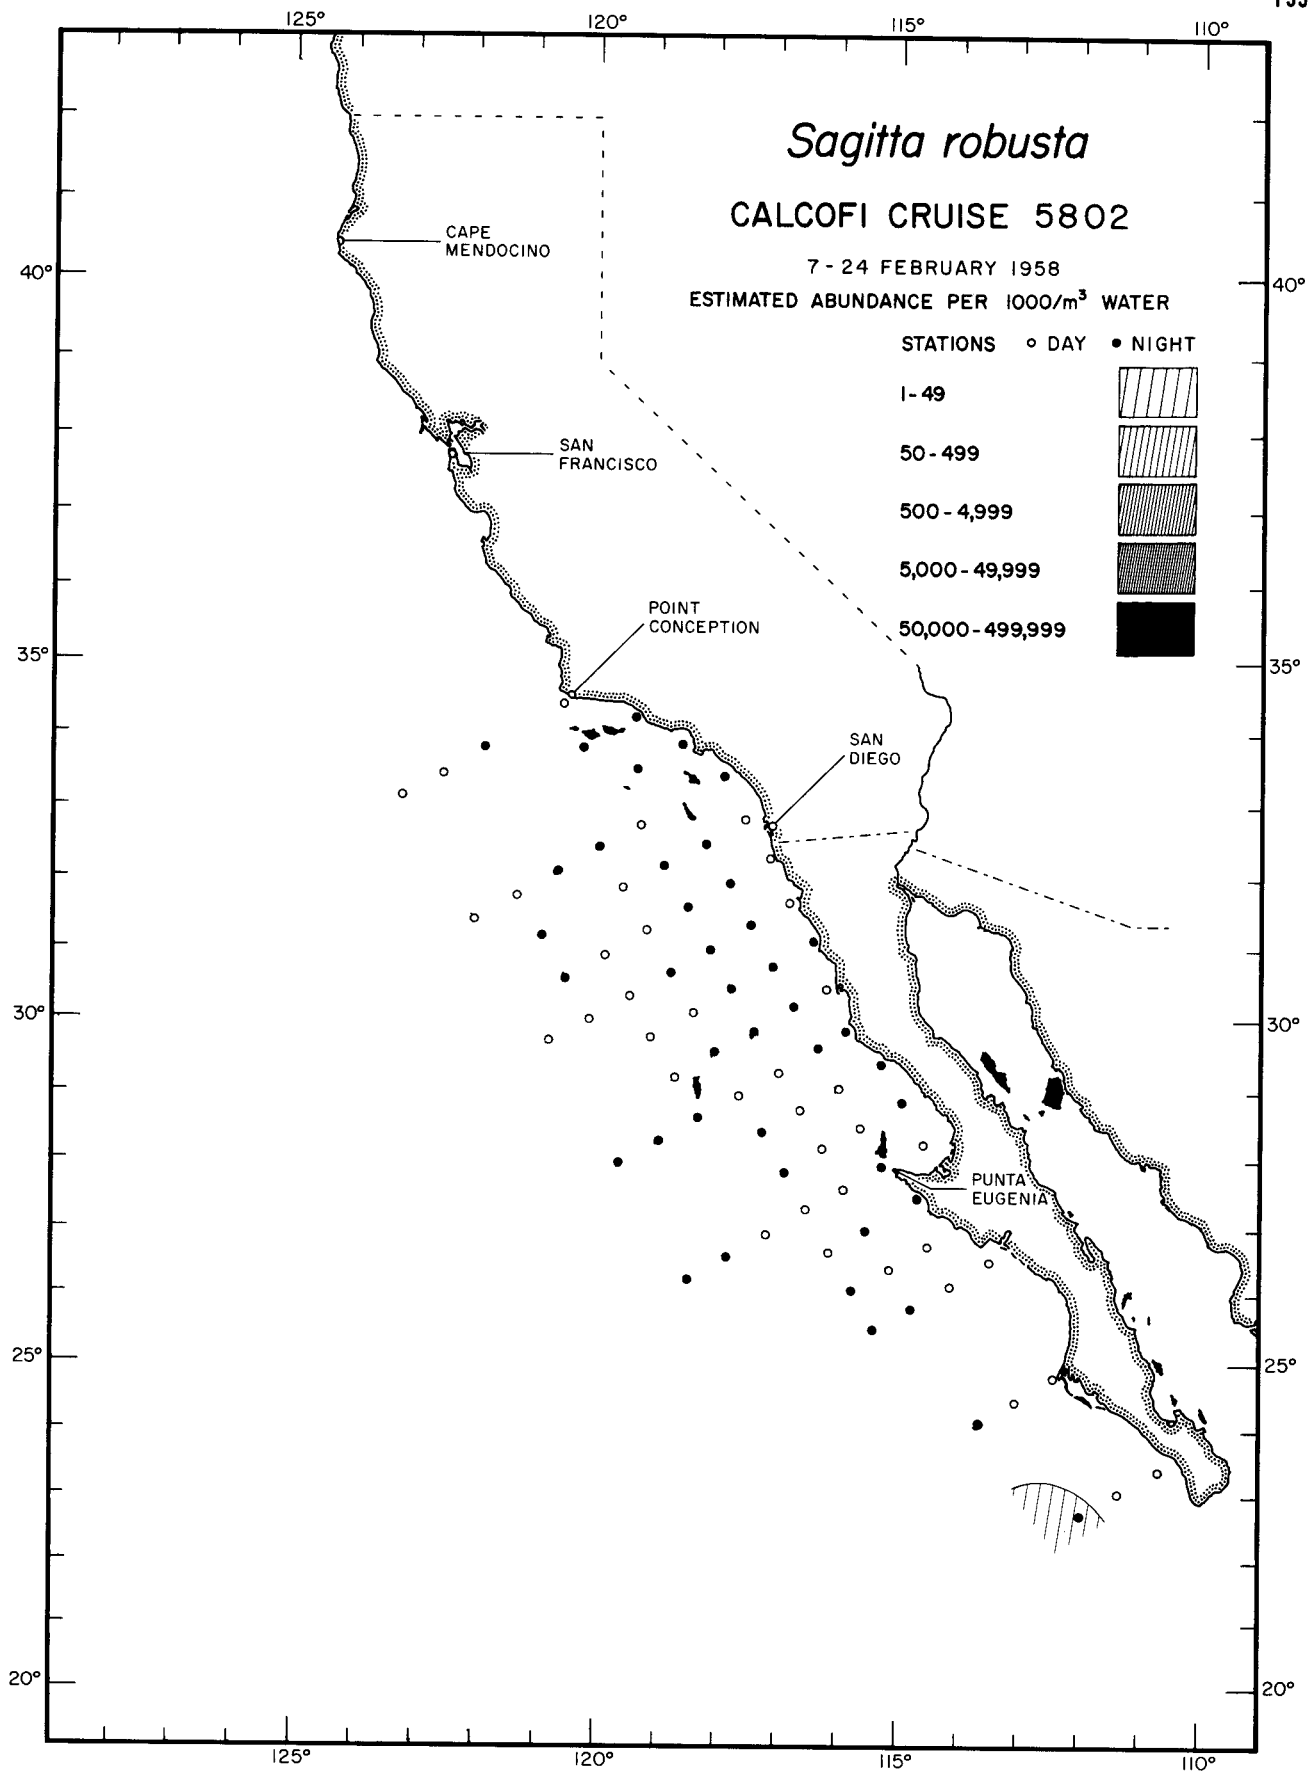 125°
120°
115°
110°
Sagitta robusta
CALCOFI CRUISE 5802
7-24 FEBRUARY 1958
ESTIMATED ABUNDANCE PER 1000/m³ WATER
STATIONS ○ DAY ● NIGHT
1-49
50-499
500-4,999
5,000-49,999
50,000-499,999
CAPE
MENDOCINO
40°
40°
SAN
FRANCISCO
POINT
CONCEPTION
35°
35°
SAN
DIEGO
30°
30°
PUNTA
EUGENIA
25°
25°
20°
20°
125°
120°
115°
110°